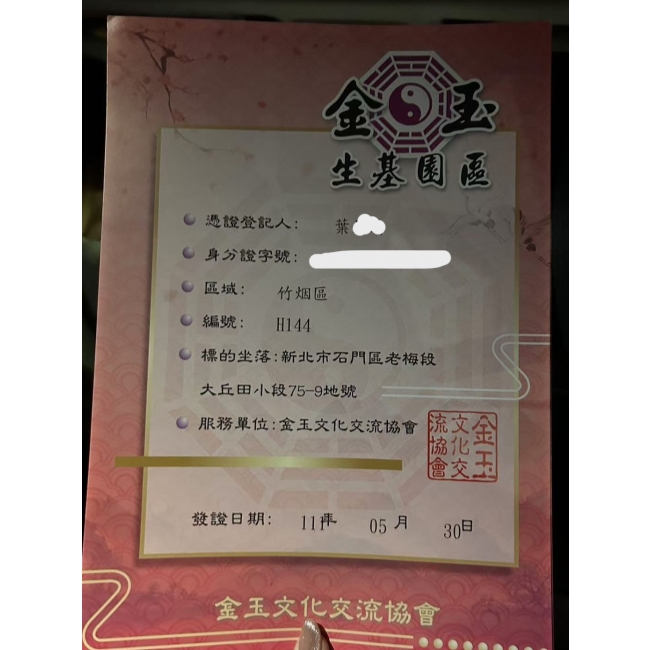 金玉
生基園區
憑證登記人： 葉
身分證字號：
區域： 竹烟區
編號： H144
標的坐落：新北市石門區老梅段
大丘田小段75-9地號
服務單位：金玉文化交流協會
金玉文化交流協會
發證日期： 111年 05月 30日
金玉文化交流協會